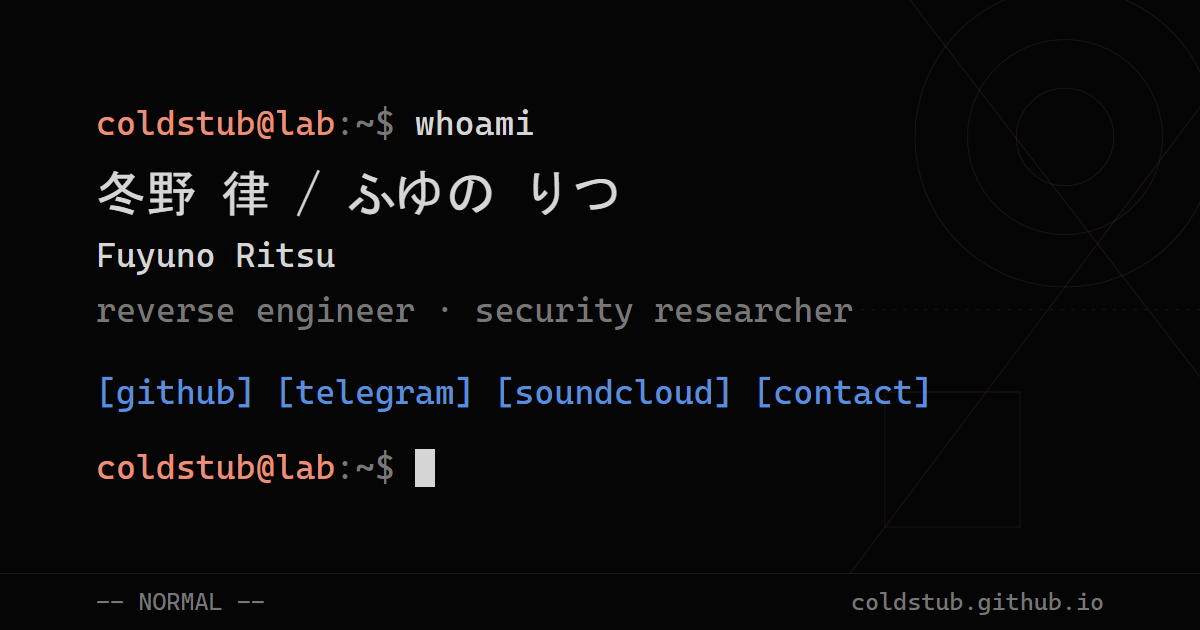 coldstub@lab:~$ whoami
冬野 律 / ふゆの りつ
Fuyuno Ritsu
reverse engineer · security researcher
[github] [telegram] [soundcloud] [contact]
coldstub@lab:~$
-- NORMAL --
coldstub.github.io